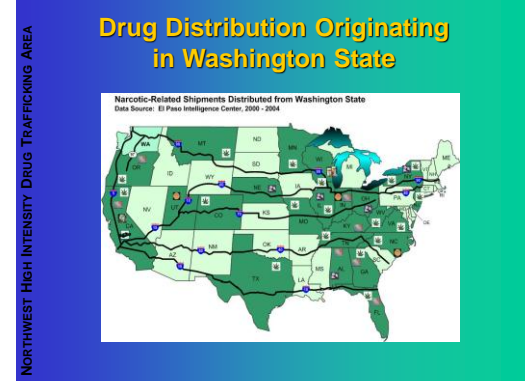 NORTHWEST HIGH INTENSITY DRUG TRAFFICKING AREA
Drug Distribution Originating
in Washington State
Narcotic-Related Shipments Distributed from Washington State
Data Source: El Paso Intelligence Center, 2000 - 2004
WA
MT
ND
MN
ME
OR
ID
SD
WI
MI
NY
WY
IA
PA
NE
NV
UT
CO
IN
OH
KS
MO
KY
WV
VA
CA
AZ
NM
OK
AR
TN
NC
SC
TX
LA
MS
AL
GA
FL